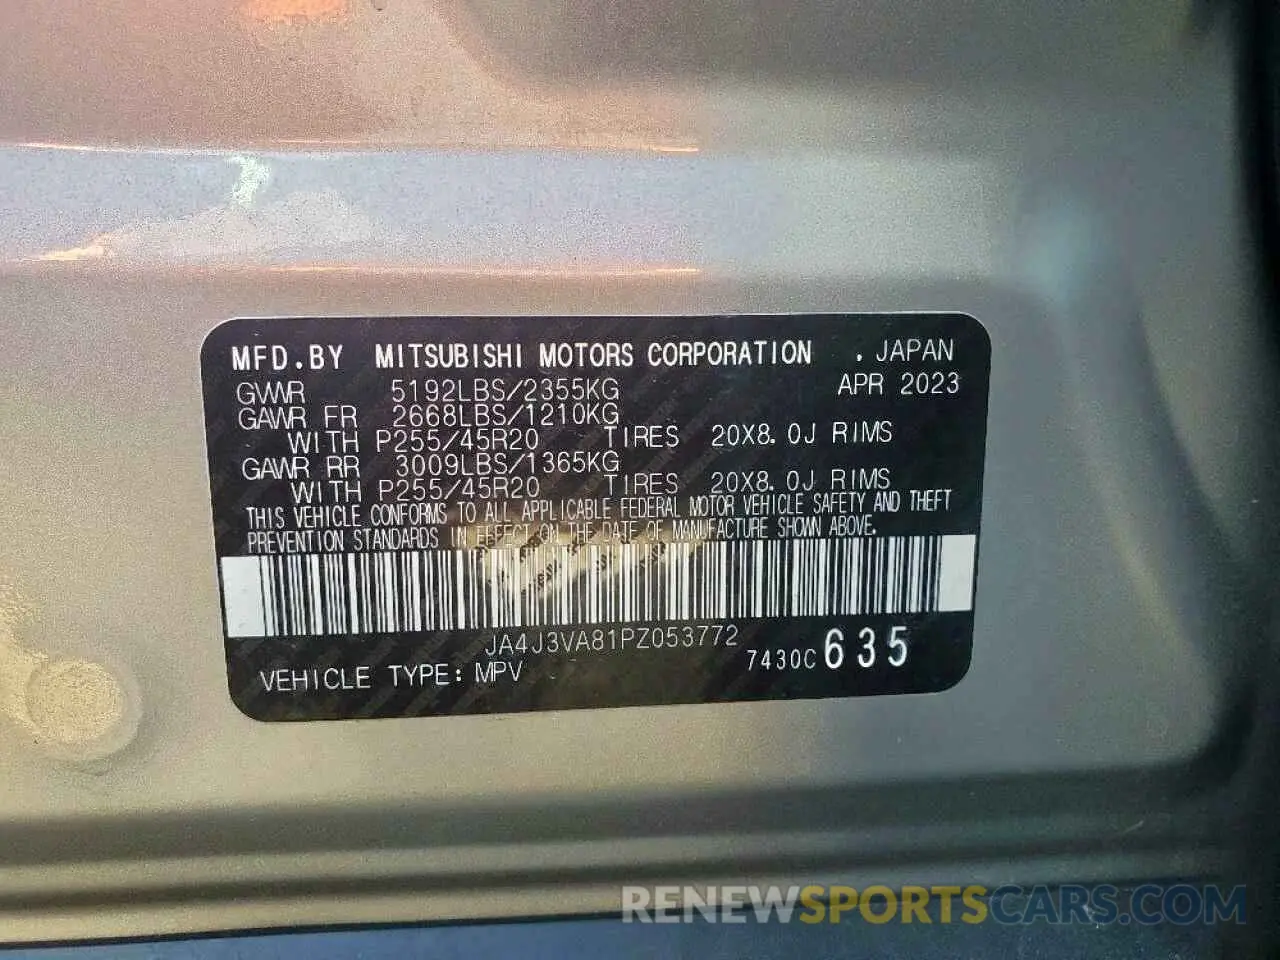 MFD.BY MITSUBISHI MOTORS CORPORATION . JAPAN
GVWR 5192LBS/2355KG APR 2023
GAWR FR 2668LBS/1210KG
WITH P255/45R20 TIRES 20X8.0J RIMS
GAWR RR 3009LBS/1365KG
WITH P255/45R20 TIRES 20X8.0J RIMS
THIS VEHICLE CONFORMS TO ALL APPLICABLE FEDERAL MOTOR VEHICLE SAFETY AND THEFT
PREVENTION STANDARDS IN EFFECT ON THE DATE OF MANUFACTURE SHOWN ABOVE.
JA4J3VA81PZ053772
VEHICLE TYPE: MPV 7430C 635
RENEWSPORTSCARS.COM